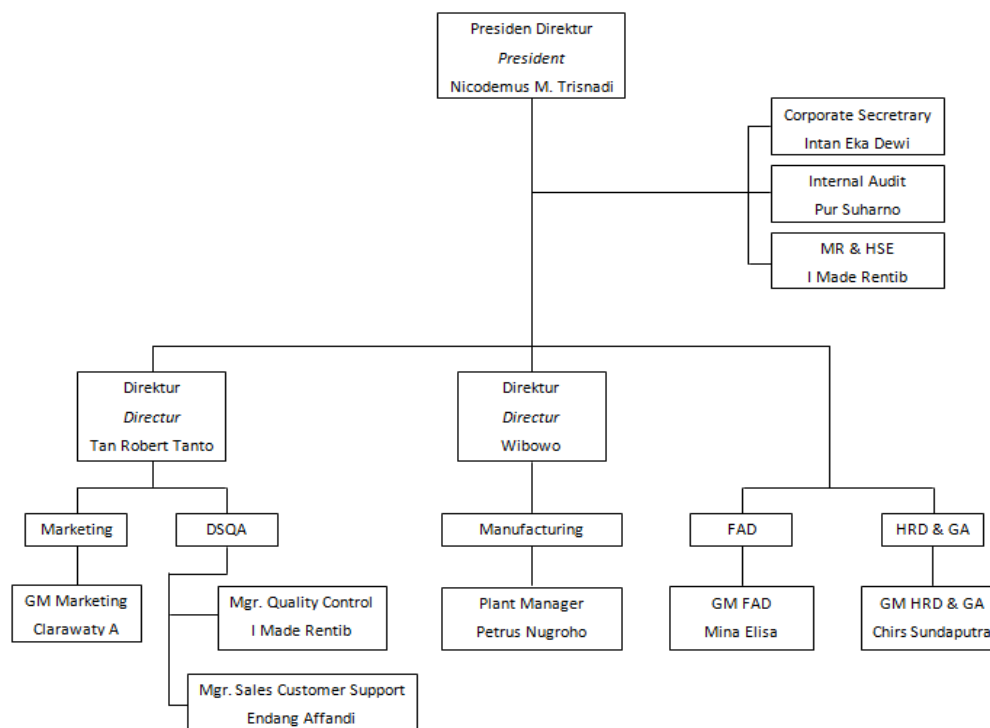 Presiden Direktur
President
Nicodemus M. Trisnadi
Corporate Secretrary
Intan Eka Dewi
Internal Audit
Pur Suharno
MR & HSE
I Made Rentib
Direktur
Directur
Tan Robert Tanto
Direktur
Directur
Wibowo
Marketing
DSQA
Manufacturing
FAD
HRD & GA
GM Marketing
Clarawaty A
Mgr. Quality Control
I Made Rentib
Plant Manager
Petrus Nugroho
GM FAD
Mina Elisa
GM HRD & GA
Chirs Sundaputra
Mgr. Sales Customer Support
Endang Affandi